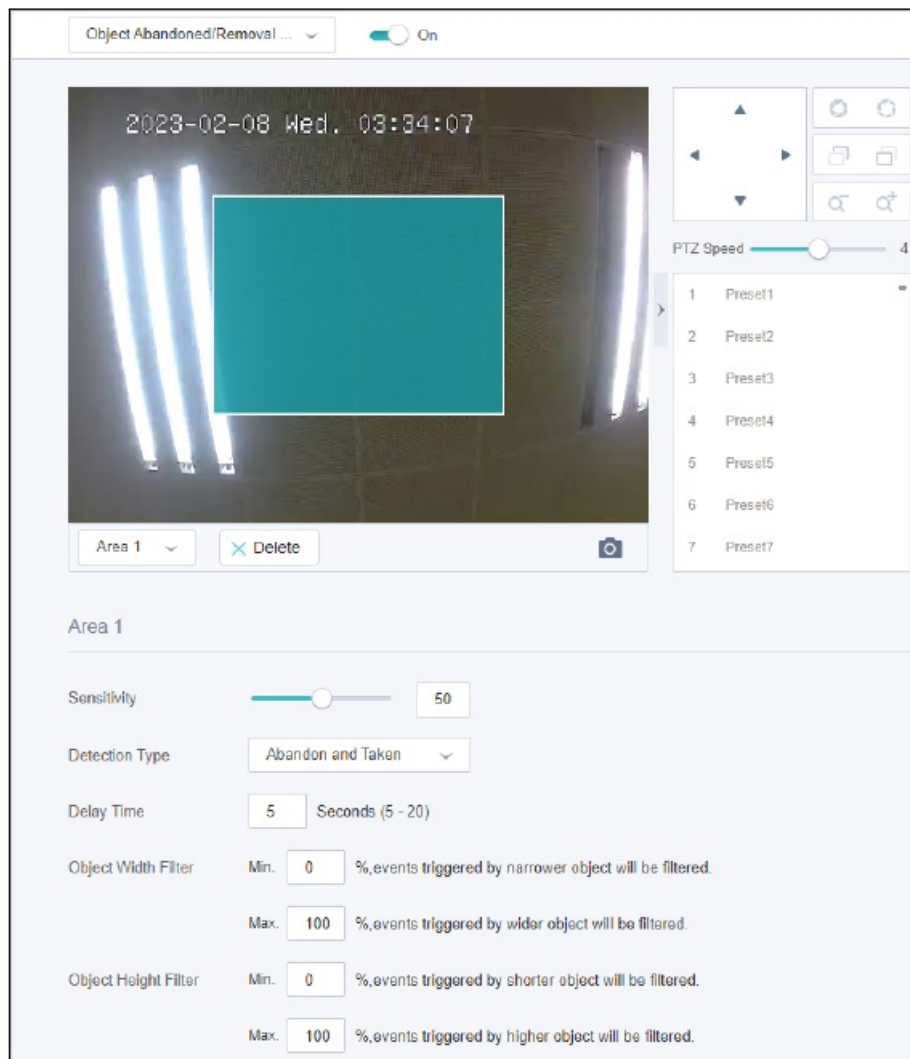 Object Abandoned/Removal ...
On
2023-02-08 Wed. 03:34:07
PTZ Speed 4
1 Preset1
2 Preset2
3 Preset3
4 Preset4
5 Preset5
6 Preset6
7 Preset7
Area 1
Delete
Area 1
Sensitivity 50
Detection Type Abandon and Taken
Delay Time 5 Seconds (5 - 20)
Object Width Filter Min. 0 %,events triggered by narrower object will be filtered.
Max. 100 %,events triggered by wider object will be filtered.
Object Height Filter Min. 0 %,events triggered by shorter object will be filtered.
Max. 100 %,events triggered by higher object will be filtered.